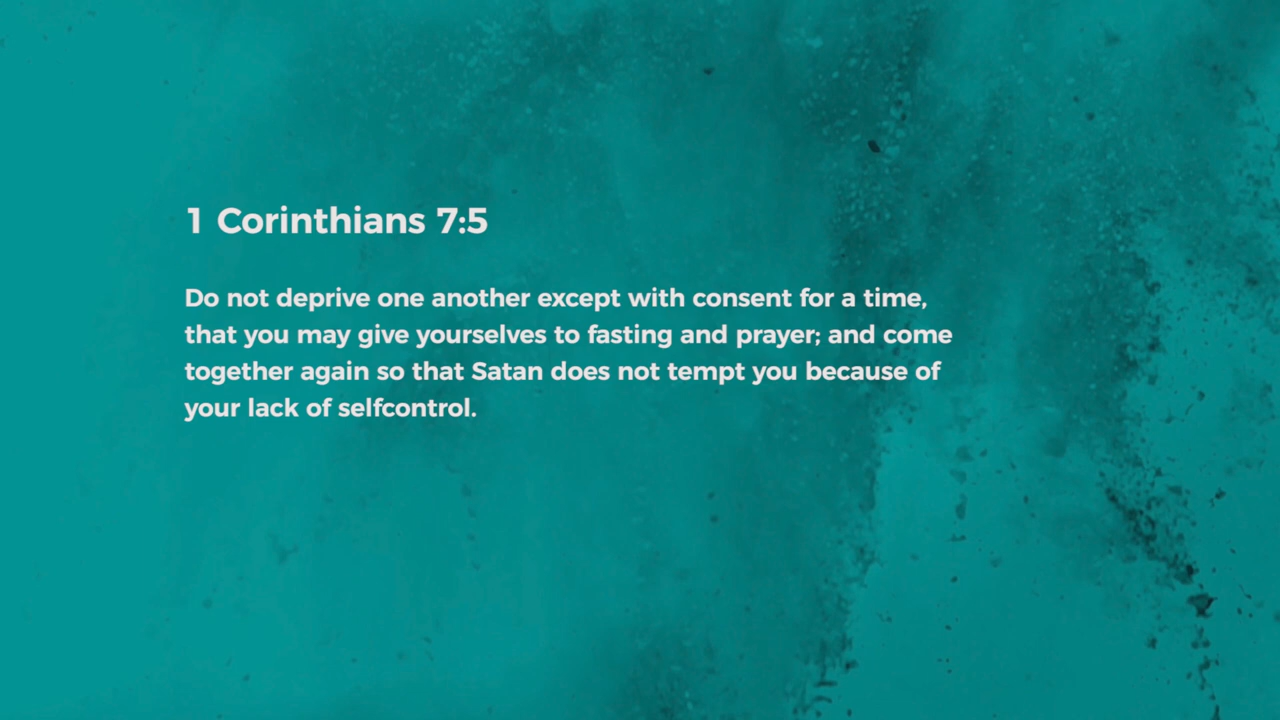 1 Corinthians 7:5
Do not deprive one another except with consent for a time,
that you may give yourselves to fasting and prayer; and come
together again so that Satan does not tempt you because of
your lack of selfcontrol.